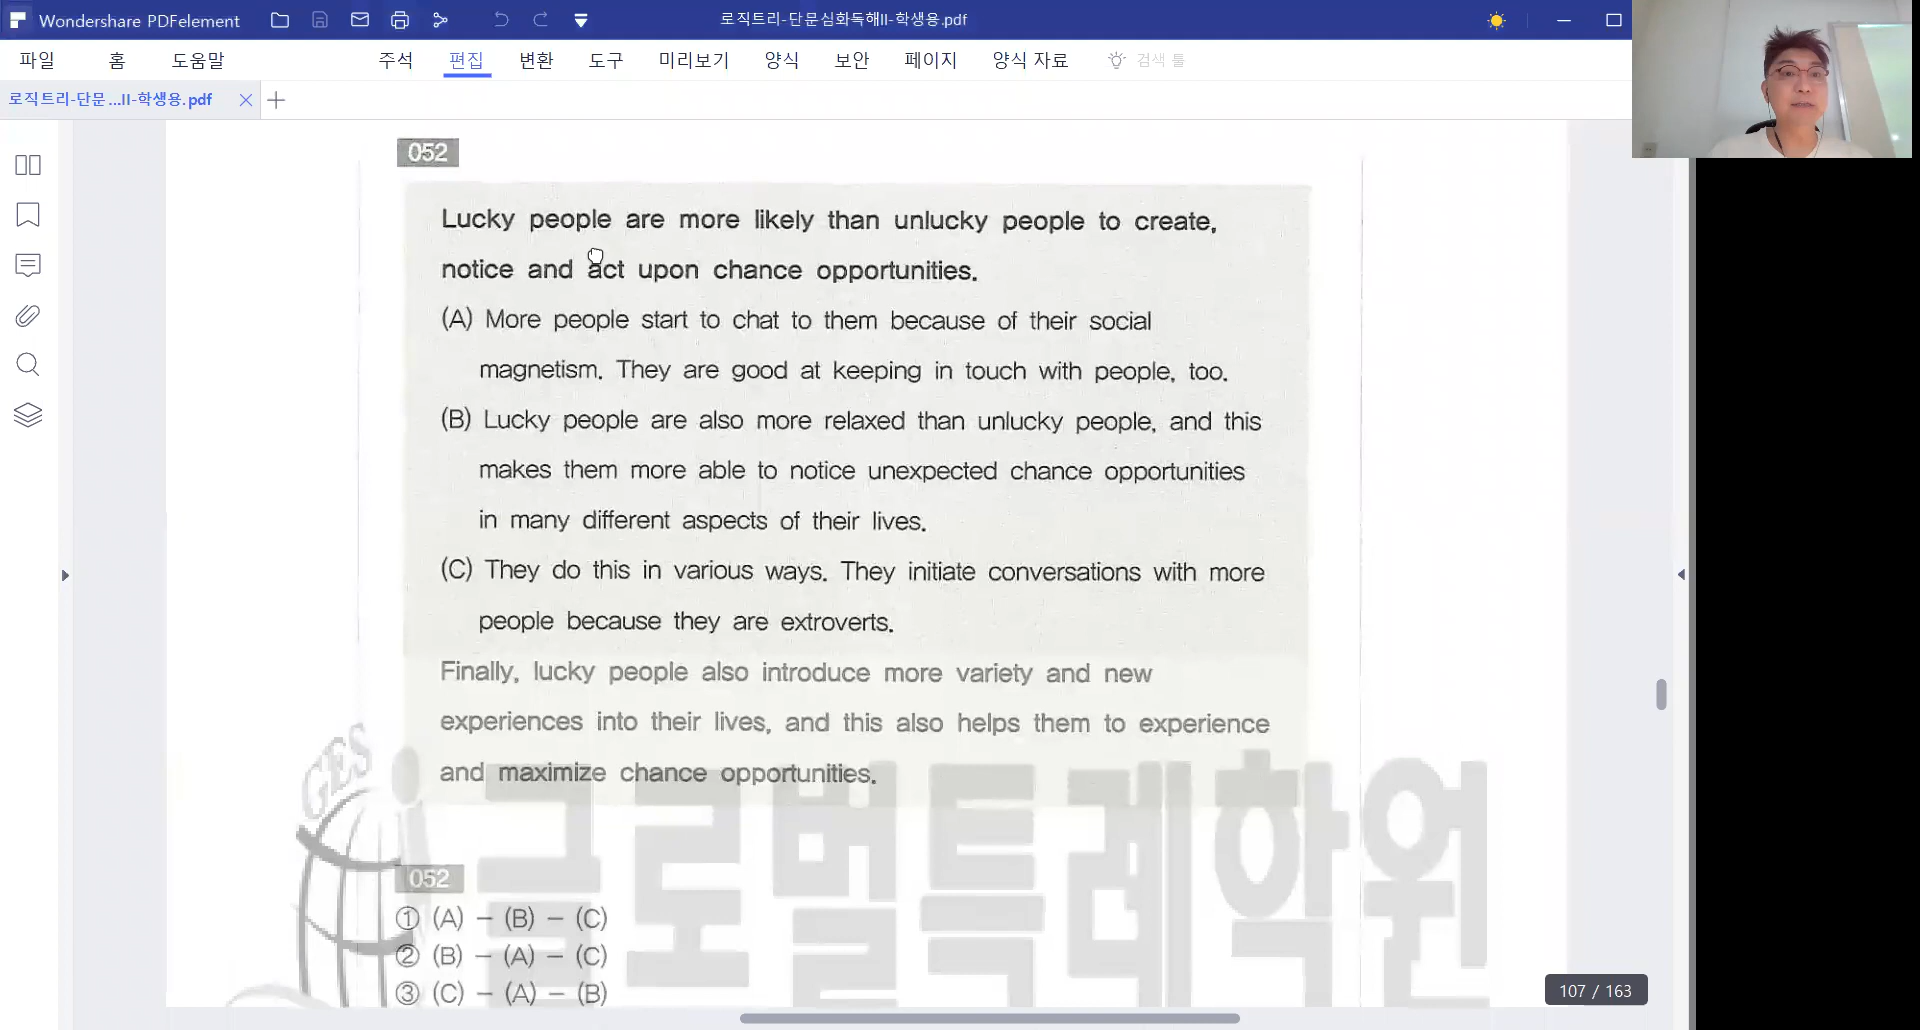 Wondershare PDFelement
로직트리-단문심화독해II-학생용.pdf
파일 홈 도움말 주석 편집 변환 도구 미리보기 양식 보안 페이지 양식 자료 검색 툴
로직트리-단문...II-학생용.pdf
052
Lucky people are more likely than unlucky people to create,
notice and act upon chance opportunities.
(A) More people start to chat to them because of their social
magnetism. They are good at keeping in touch with people, too.
(B) Lucky people are also more relaxed than unlucky people, and this
makes them more able to notice unexpected chance opportunities
in many different aspects of their lives.
(C) They do this in various ways. They initiate conversations with more
people because they are extroverts.
Finally, lucky people also introduce more variety and new
experiences into their lives, and this also helps them to experience
and maximize chance opportunities.
GES
글로벌특례학원
052
① (A) - (B) - (C)
② (B) - (A) - (C)
③ (C) - (A) - (B)
107 / 163